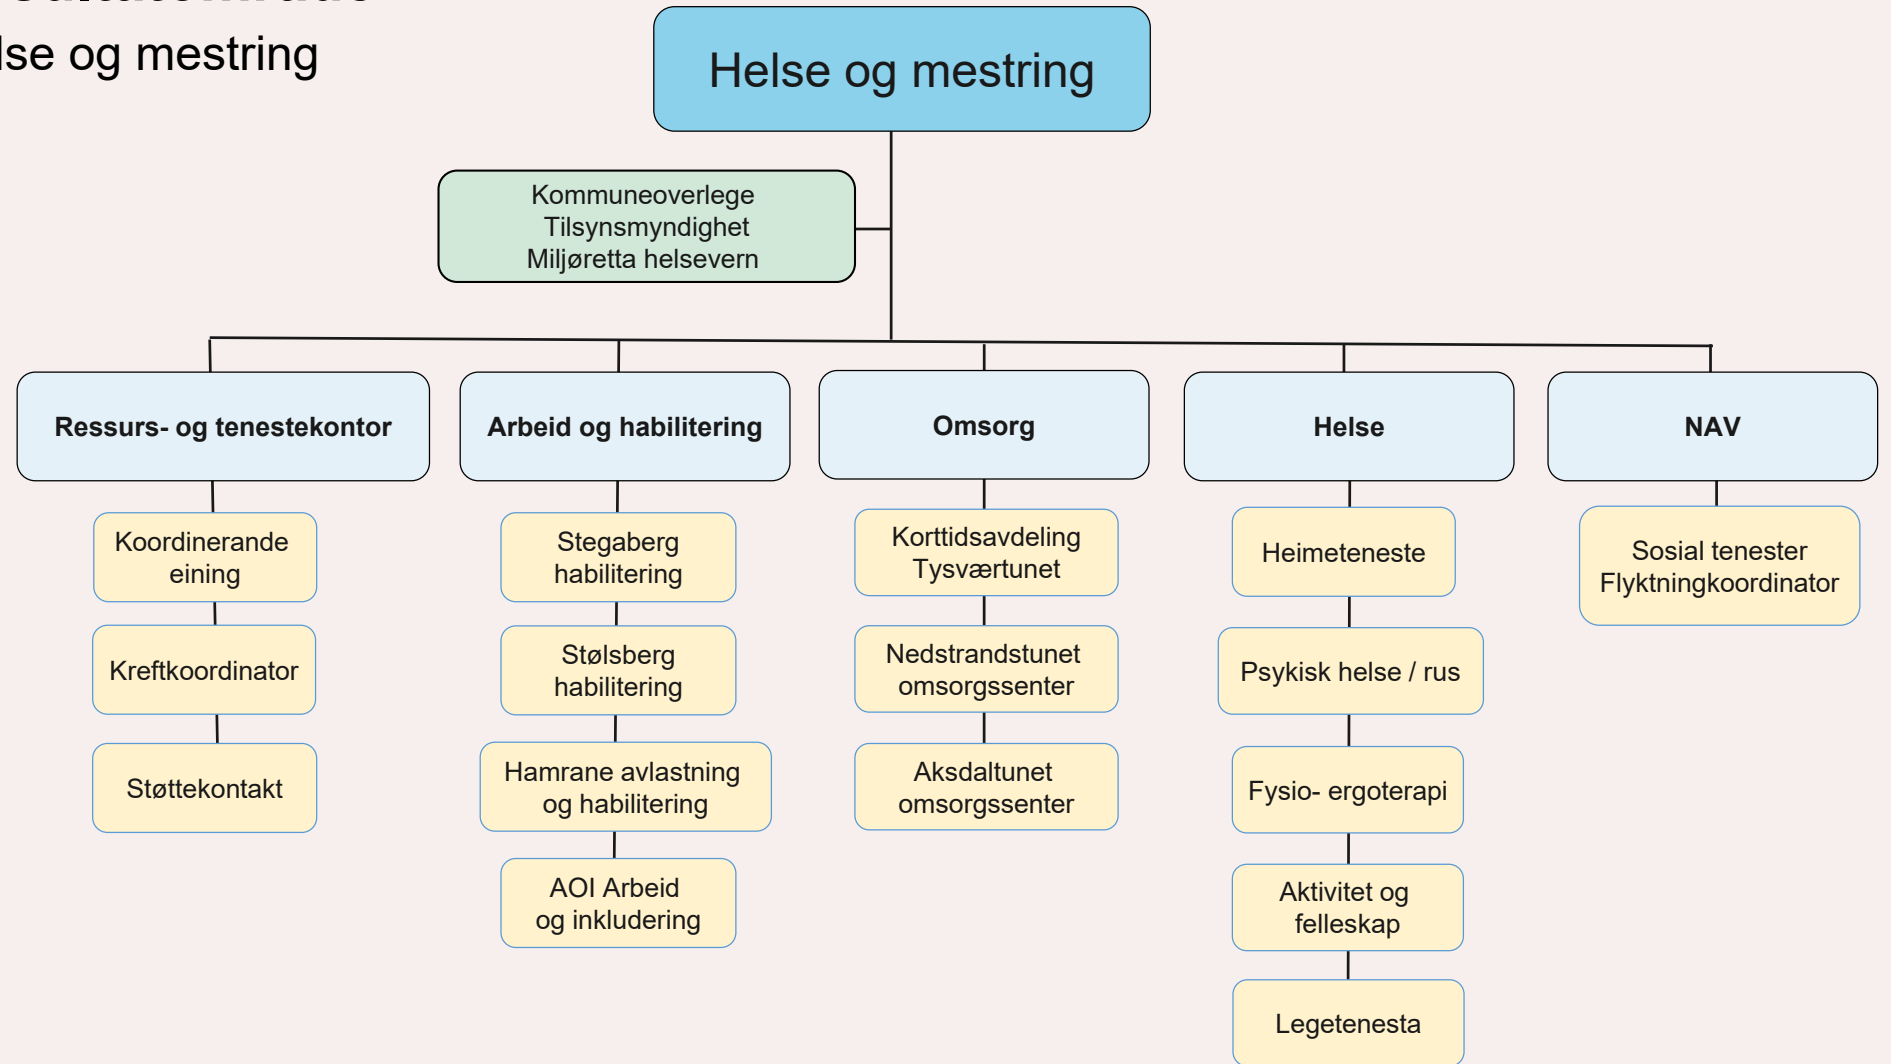 lse og mestring
Helse og mestring
Kommuneoverlege
Tilsynsmyndighet
Miljøretta helsevern
Ressurs- og tenestekontor
Arbeid og habilitering
Omsorg
Helse
NAV
Koordinerande
eining
Kreftkoordinator
Støttekontakt
Stegaberg
habilitering
Stølsberg
habilitering
Hamrane avlastning
og habilitering
AOI Arbeid
og inkludering
Korttidsavdeling
Tysværtunet
Nedstrandstunet
omsorgssenter
Aksdaltunet
omsorgssenter
Heimeteneste
Psykisk helse / rus
Fysio- ergoterapi
Aktivitet og
felleskap
Legetenesta
Sosial tenester
Flyktningkoordinator